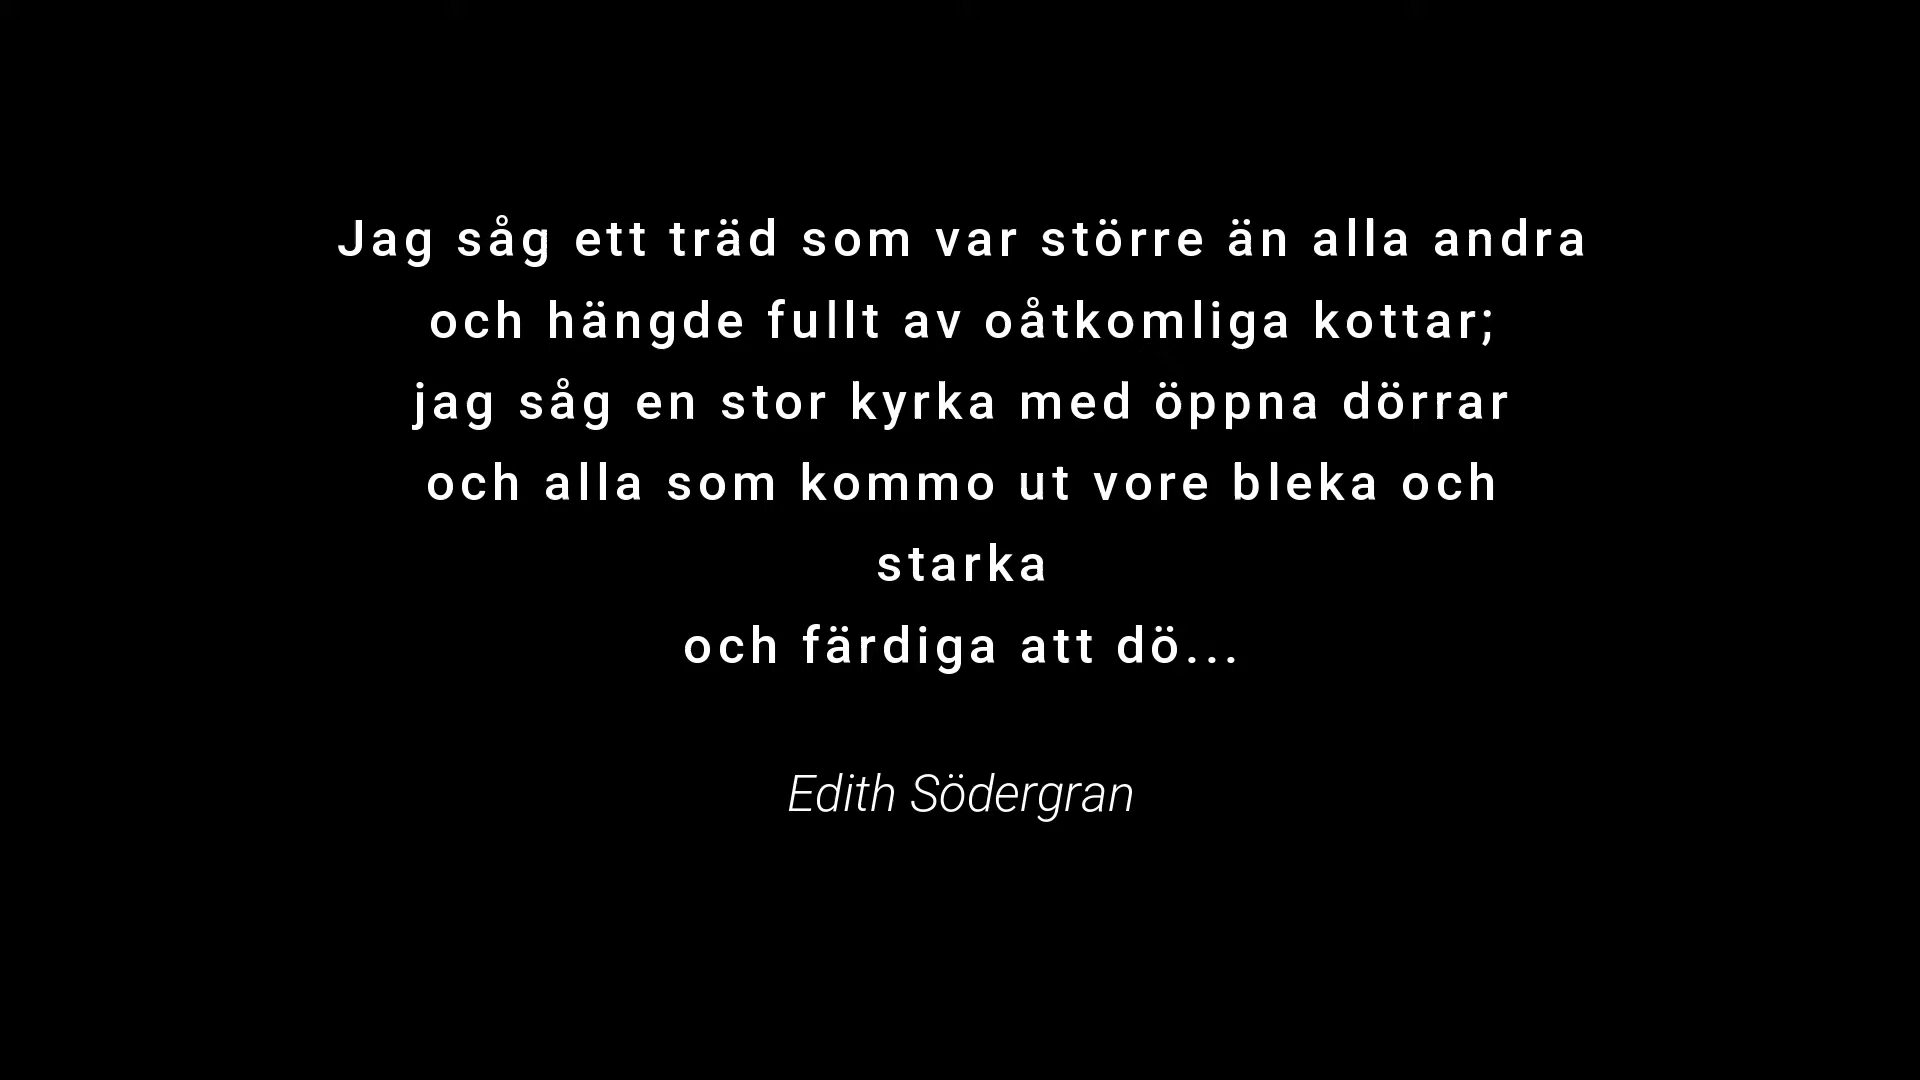 Jag såg ett träd som var större än alla andra
och hängde fullt av oåtkomliga kottar;
jag såg en stor kyrka med öppna dörrar
och alla som kommo ut vore bleka och
starka
och färdiga att dö...
Edith Södergran